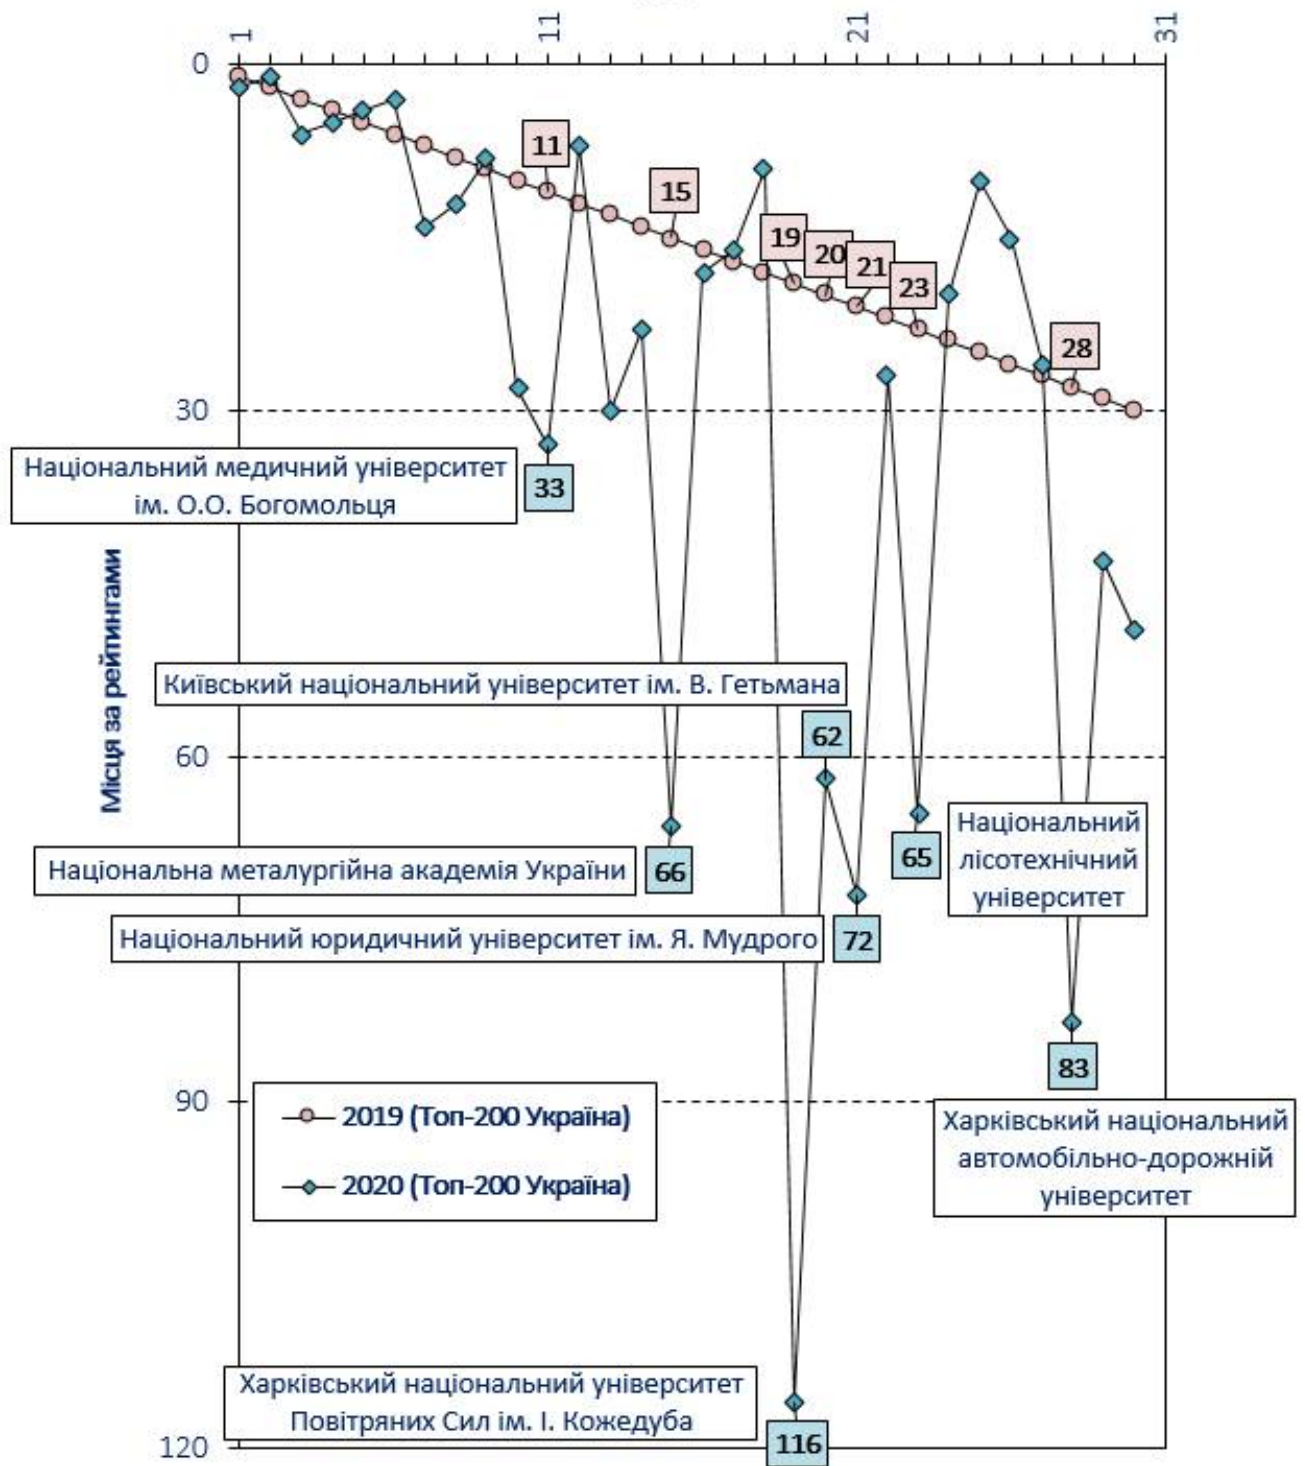 1
11
21
31
0
11
15
19
20
21
23
28
30
Національний медичний університет
ім. О.О. Богомольця
33
Місця за рейтингами
Київський національний університет ім. В. Гетьмана
62
60
Національний
лісотехнічний
університет
65
Національна металургійна академія України
66
Національний юридичний університет ім. Я. Мудрого
72
83
90
2019 (Топ-200 Україна)
2020 (Топ-200 Україна)
Харківський національний
автомобільно-дорожній
університет
Харківський національний університет
Повітряних Сил ім. І. Кожедуба
116
120